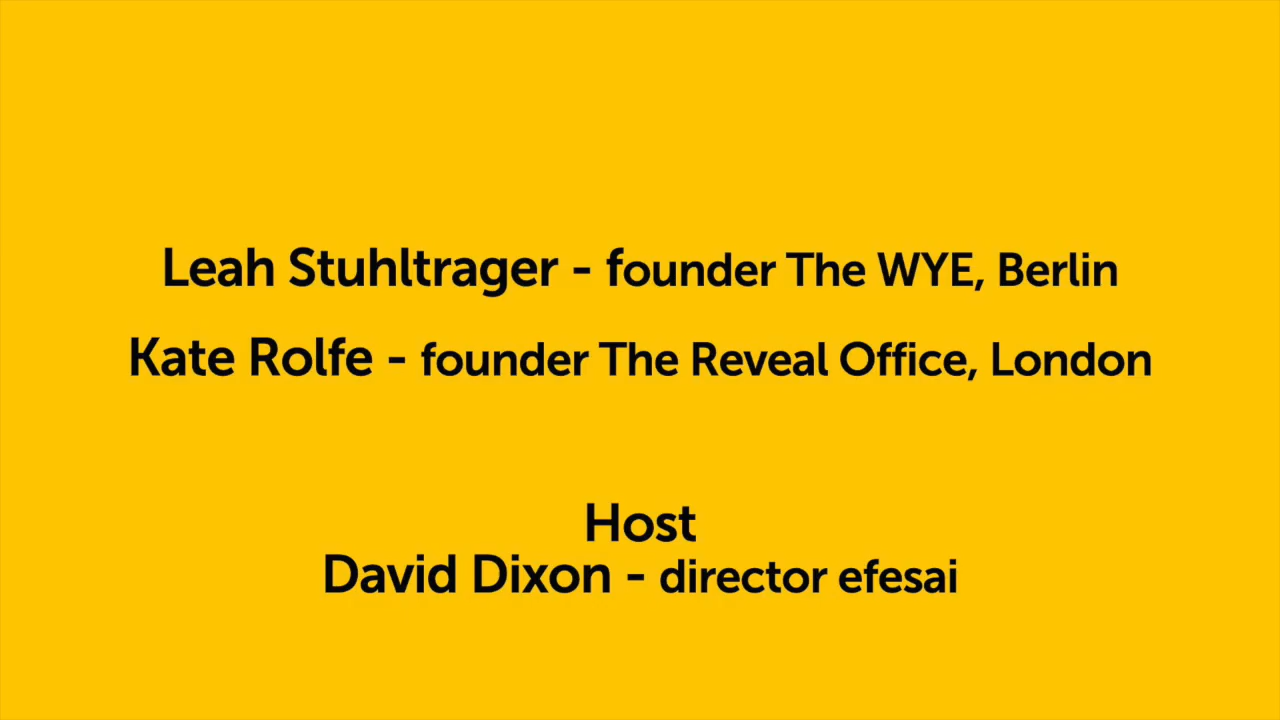 Leah Stuhltrager - founder The WYE, Berlin
Kate Rolfe - founder The Reveal Office, London
Host
David Dixon - director efesai